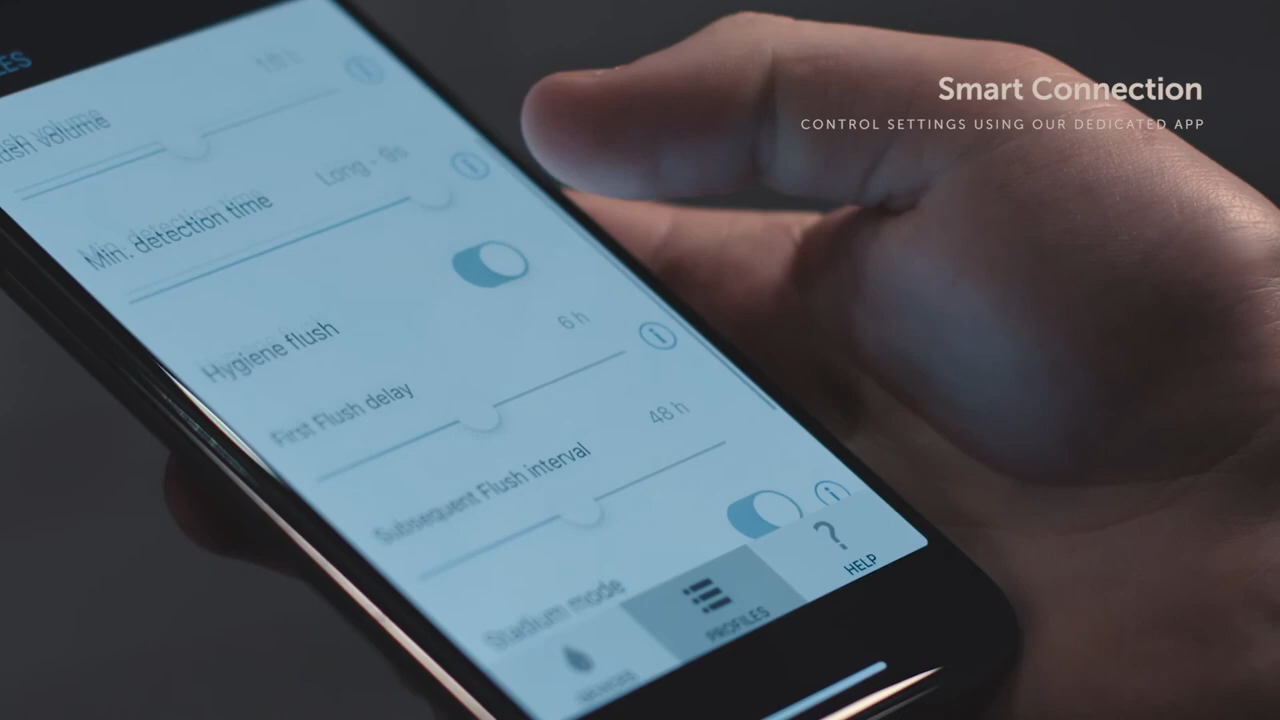 Smart Connection
CONTROL SETTINGS USING OUR DEDICATED APP
Min. detection time
Long - 9s
Hygiene flush
First Flush delay
6 h
Subsequent Flush interval
48 h
Stadium mode
PROFILES
HELP